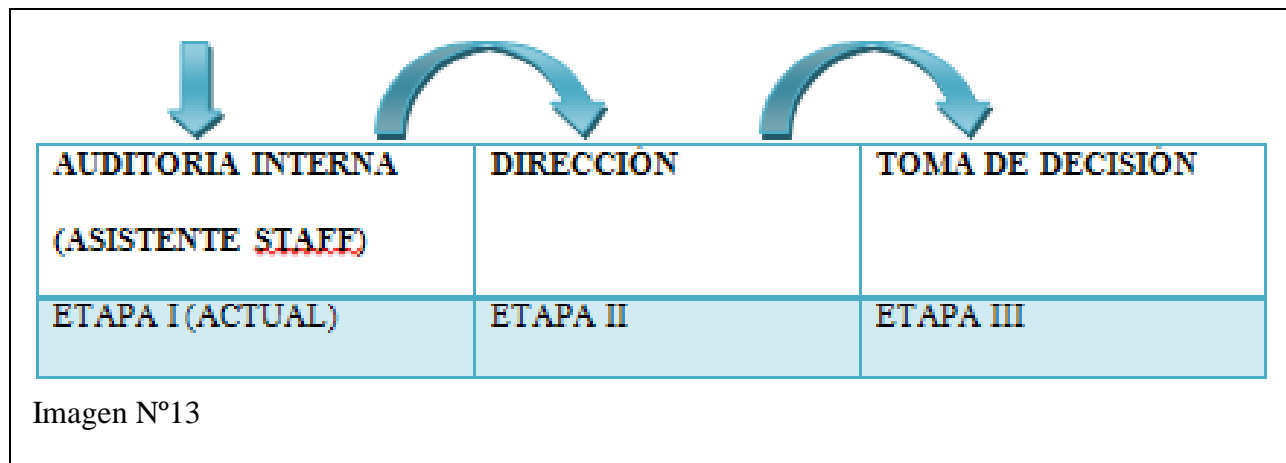 AUDITORIA INTERNA
(ASISTENTE STAFF)
DIRECCIÓN
TOMA DE DECISIÓN
ETAPA I (ACTUAL)
ETAPA II
ETAPA III
Imagen Nº13